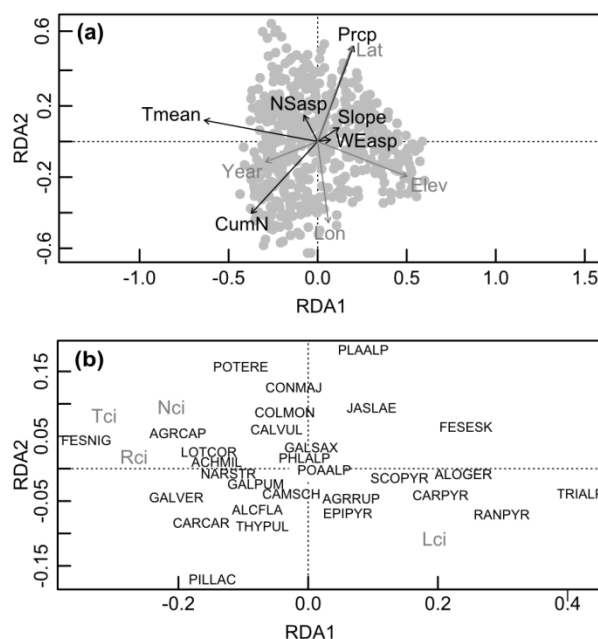 (a)
0.6
0.2
-0.2
-0.6
RDA2
Prcp
Lat
NSasp
Slope
Tmean
WEasp
Year
Elev
CumN
Lon
-1.0 -0.5 0.0 0.5 1.0 1.5
RDA1
(b)
0.15
0.05
-0.05
-0.15
RDA2
PLAALP
POTERE
CONMAJ
Nci
Tci
COLMON
JASLAE
CALVUL
FESESK
AGRCAP
FESNIG
GALSAX
LOTCOR
Rci
PHLALP
ACHMIL
POAALP
NARSTR
SCOPYR
ALOGER
GALPUM
CAMSCH
TRIALP
GALVER
AGRRUP
CARPYR
ALCFLA
EPIPYR
RANPYR
CARCAR
THYPUL
Lci
PILLAC
-0.2 0.0 0.2 0.4
RDA1